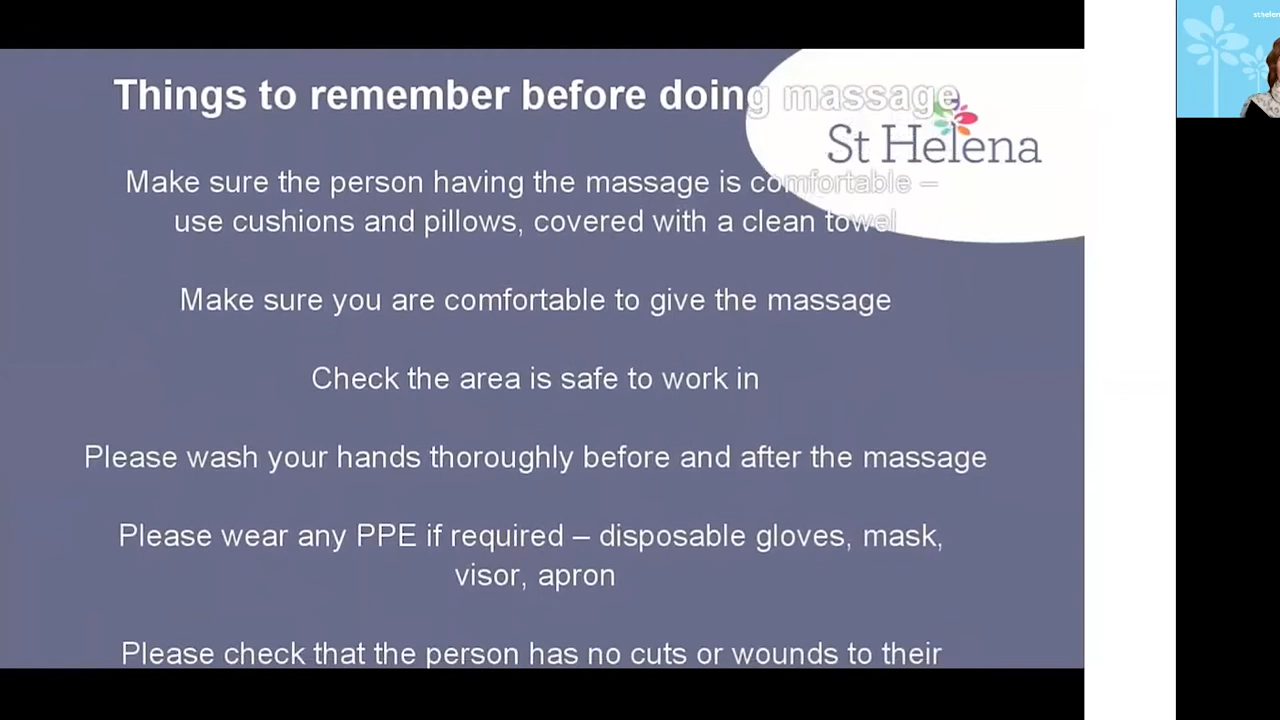 Things to remember before doing massage
St Helena
Make sure the person having the massage is comfortable –
use cushions and pillows, covered with a clean towel
Make sure you are comfortable to give the massage
Check the area is safe to work in
Please wash your hands thoroughly before and after the massage
Please wear any PPE if required – disposable gloves, mask,
visor, apron
Please check that the person has no cuts or wounds to their